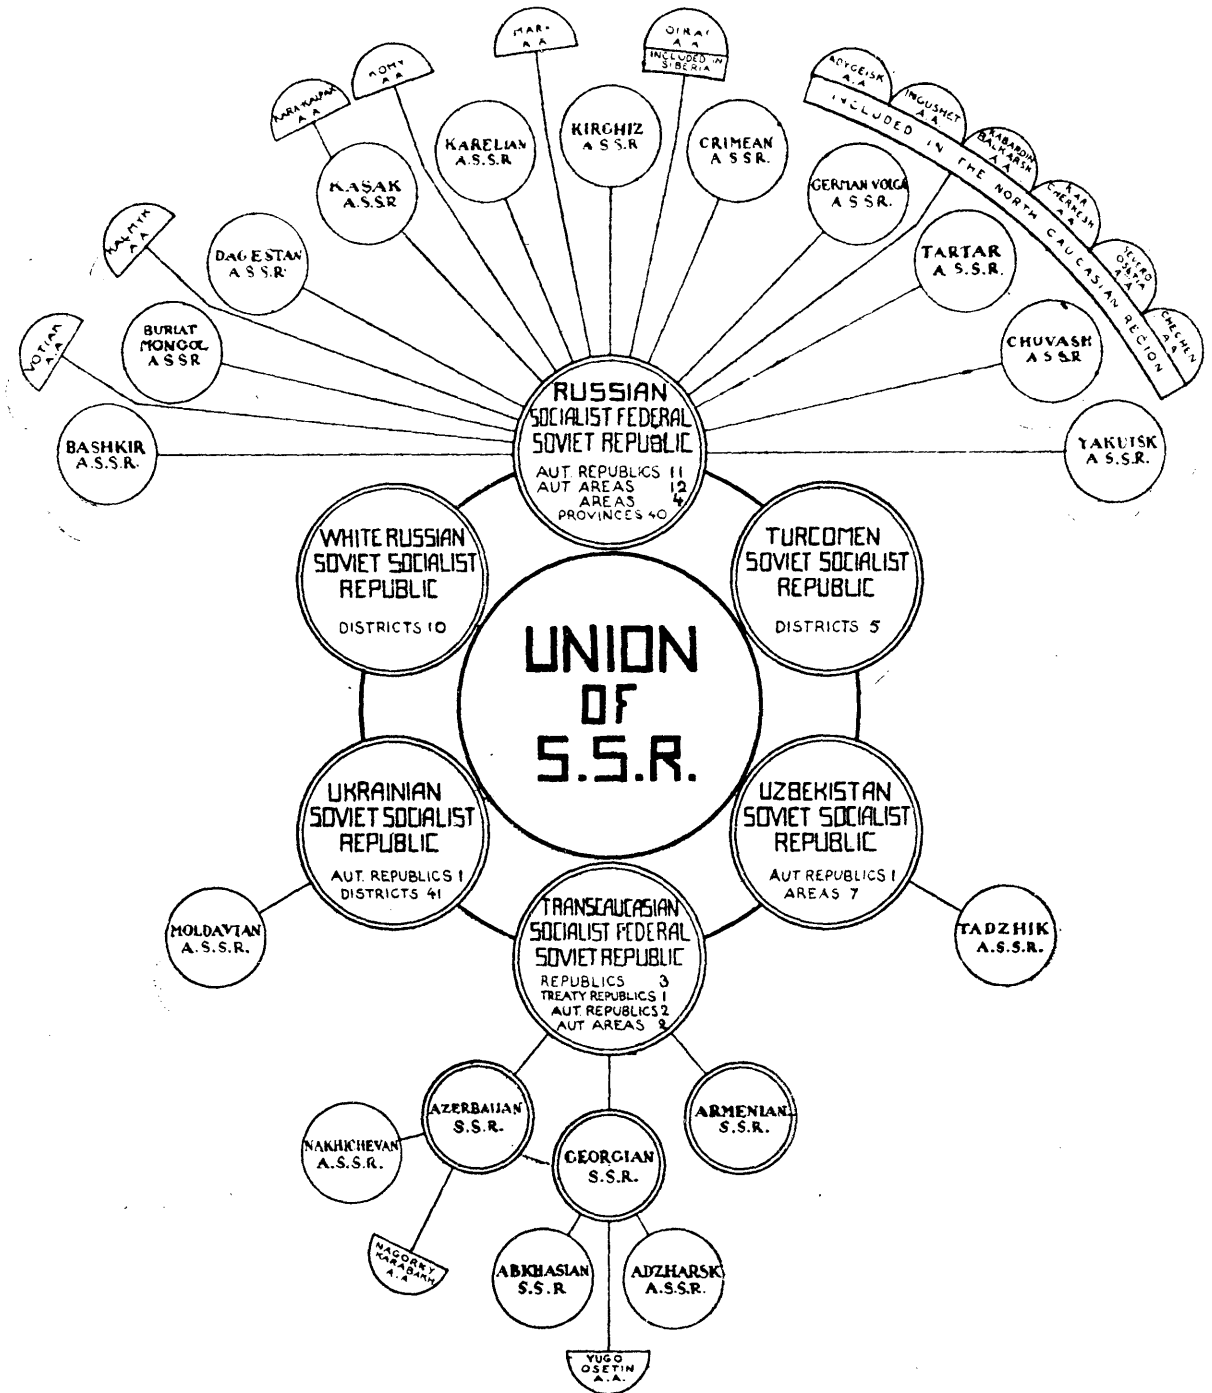 MARI
A A
OIRAT
A. A
INCLUDED IN
SIBERIA
KOMY
A A
KARA-KALPAK
A A
KALMYK
A A
VOTIAK
A.A
ADYGEISK
A.A
INGUSHET
A.A.
KABARDIN
BALKARSK
A A
KAR
CHERKESH
A.A
SEVERO
OSETIA
A A
CHECHEN
A A
INCLUDED IN THE NORTH CAUCASIAN REGION
KARELIAN
A.S.S.R
KIRGHIZ
A S S R
CRIMEAN
A S S R.
KASAK
A.S.S.R
GERMAN VOLGA
A S S R.
DAGESTAN
A S S.R.
TARTAR
A. S.S.R.
BURIAT
MONGOL
A S S R
CHUVASH
A S S.R
BASHKIR
A.S.S.R.
YAKUTSK
A S.S.R.
RUSSIAN
SOCIALIST FEDERAL
SOVIET REPUBLIC
AUT. REPUBLICS 11
AUT AREAS 12
AREAS 4
PROVINCES 40
WHITE RUSSIAN
SOVIET SOCIALIST
REPUBLIC
DISTRICTS 10
TURCOMEN
SOVIET SOCIALIST
REPUBLIC
DISTRICTS 5
UNION
OF
S.S.R.
UKRAINIAN
SOVIET SOCIALIST
REPUBLIC
AUT. REPUBLICS 1
DISTRICTS 41
UZBEKISTAN
SOVIET SOCIALIST
REPUBLIC
AUT REPUBLICS 1
AREAS 7
MOLDAVIAN
A.S.S.R.
TADZHIK
A.S.S.R.
TRANSCAUCASIAN
SOCIALIST FEDERAL
SOVIET REPUBLIC
REPUBLICS 3
TREATY REPUBLICS 1
AUT. REPUBLICS 2
AUT AREAS 2
AZERBAIJAN
S.S.R.
ARMENIAN
S.S.R.
NAKHICHEVAN
A.S.S.R.
GEORGIAN
S.S.R.
NAGORKY
KARABAKH
A.A
ABKHASIAN
S.S.R
ADZHARSK
A.S.S.R.
YUGO
OSETIN
A.A.